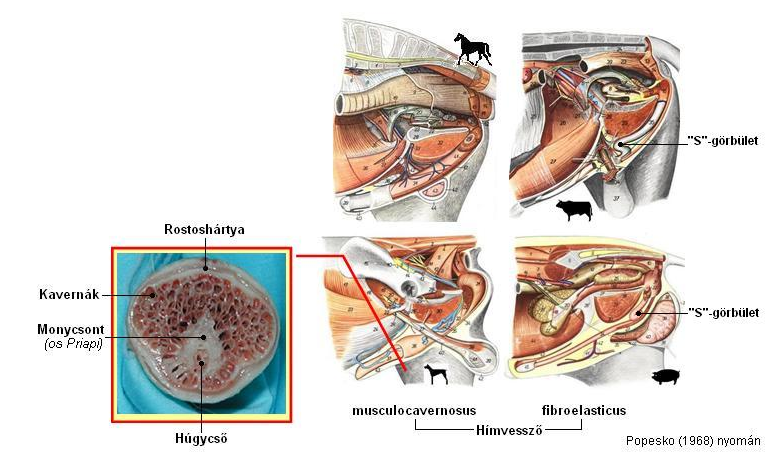 "S"-görbület
Rostoshártya
Kavernák
Monycsont
(os Priapi)
Húgycső
"S"-görbület
musculocavernosus
fibroelasticus
Hímvessző
Popesko (1968) nyomán